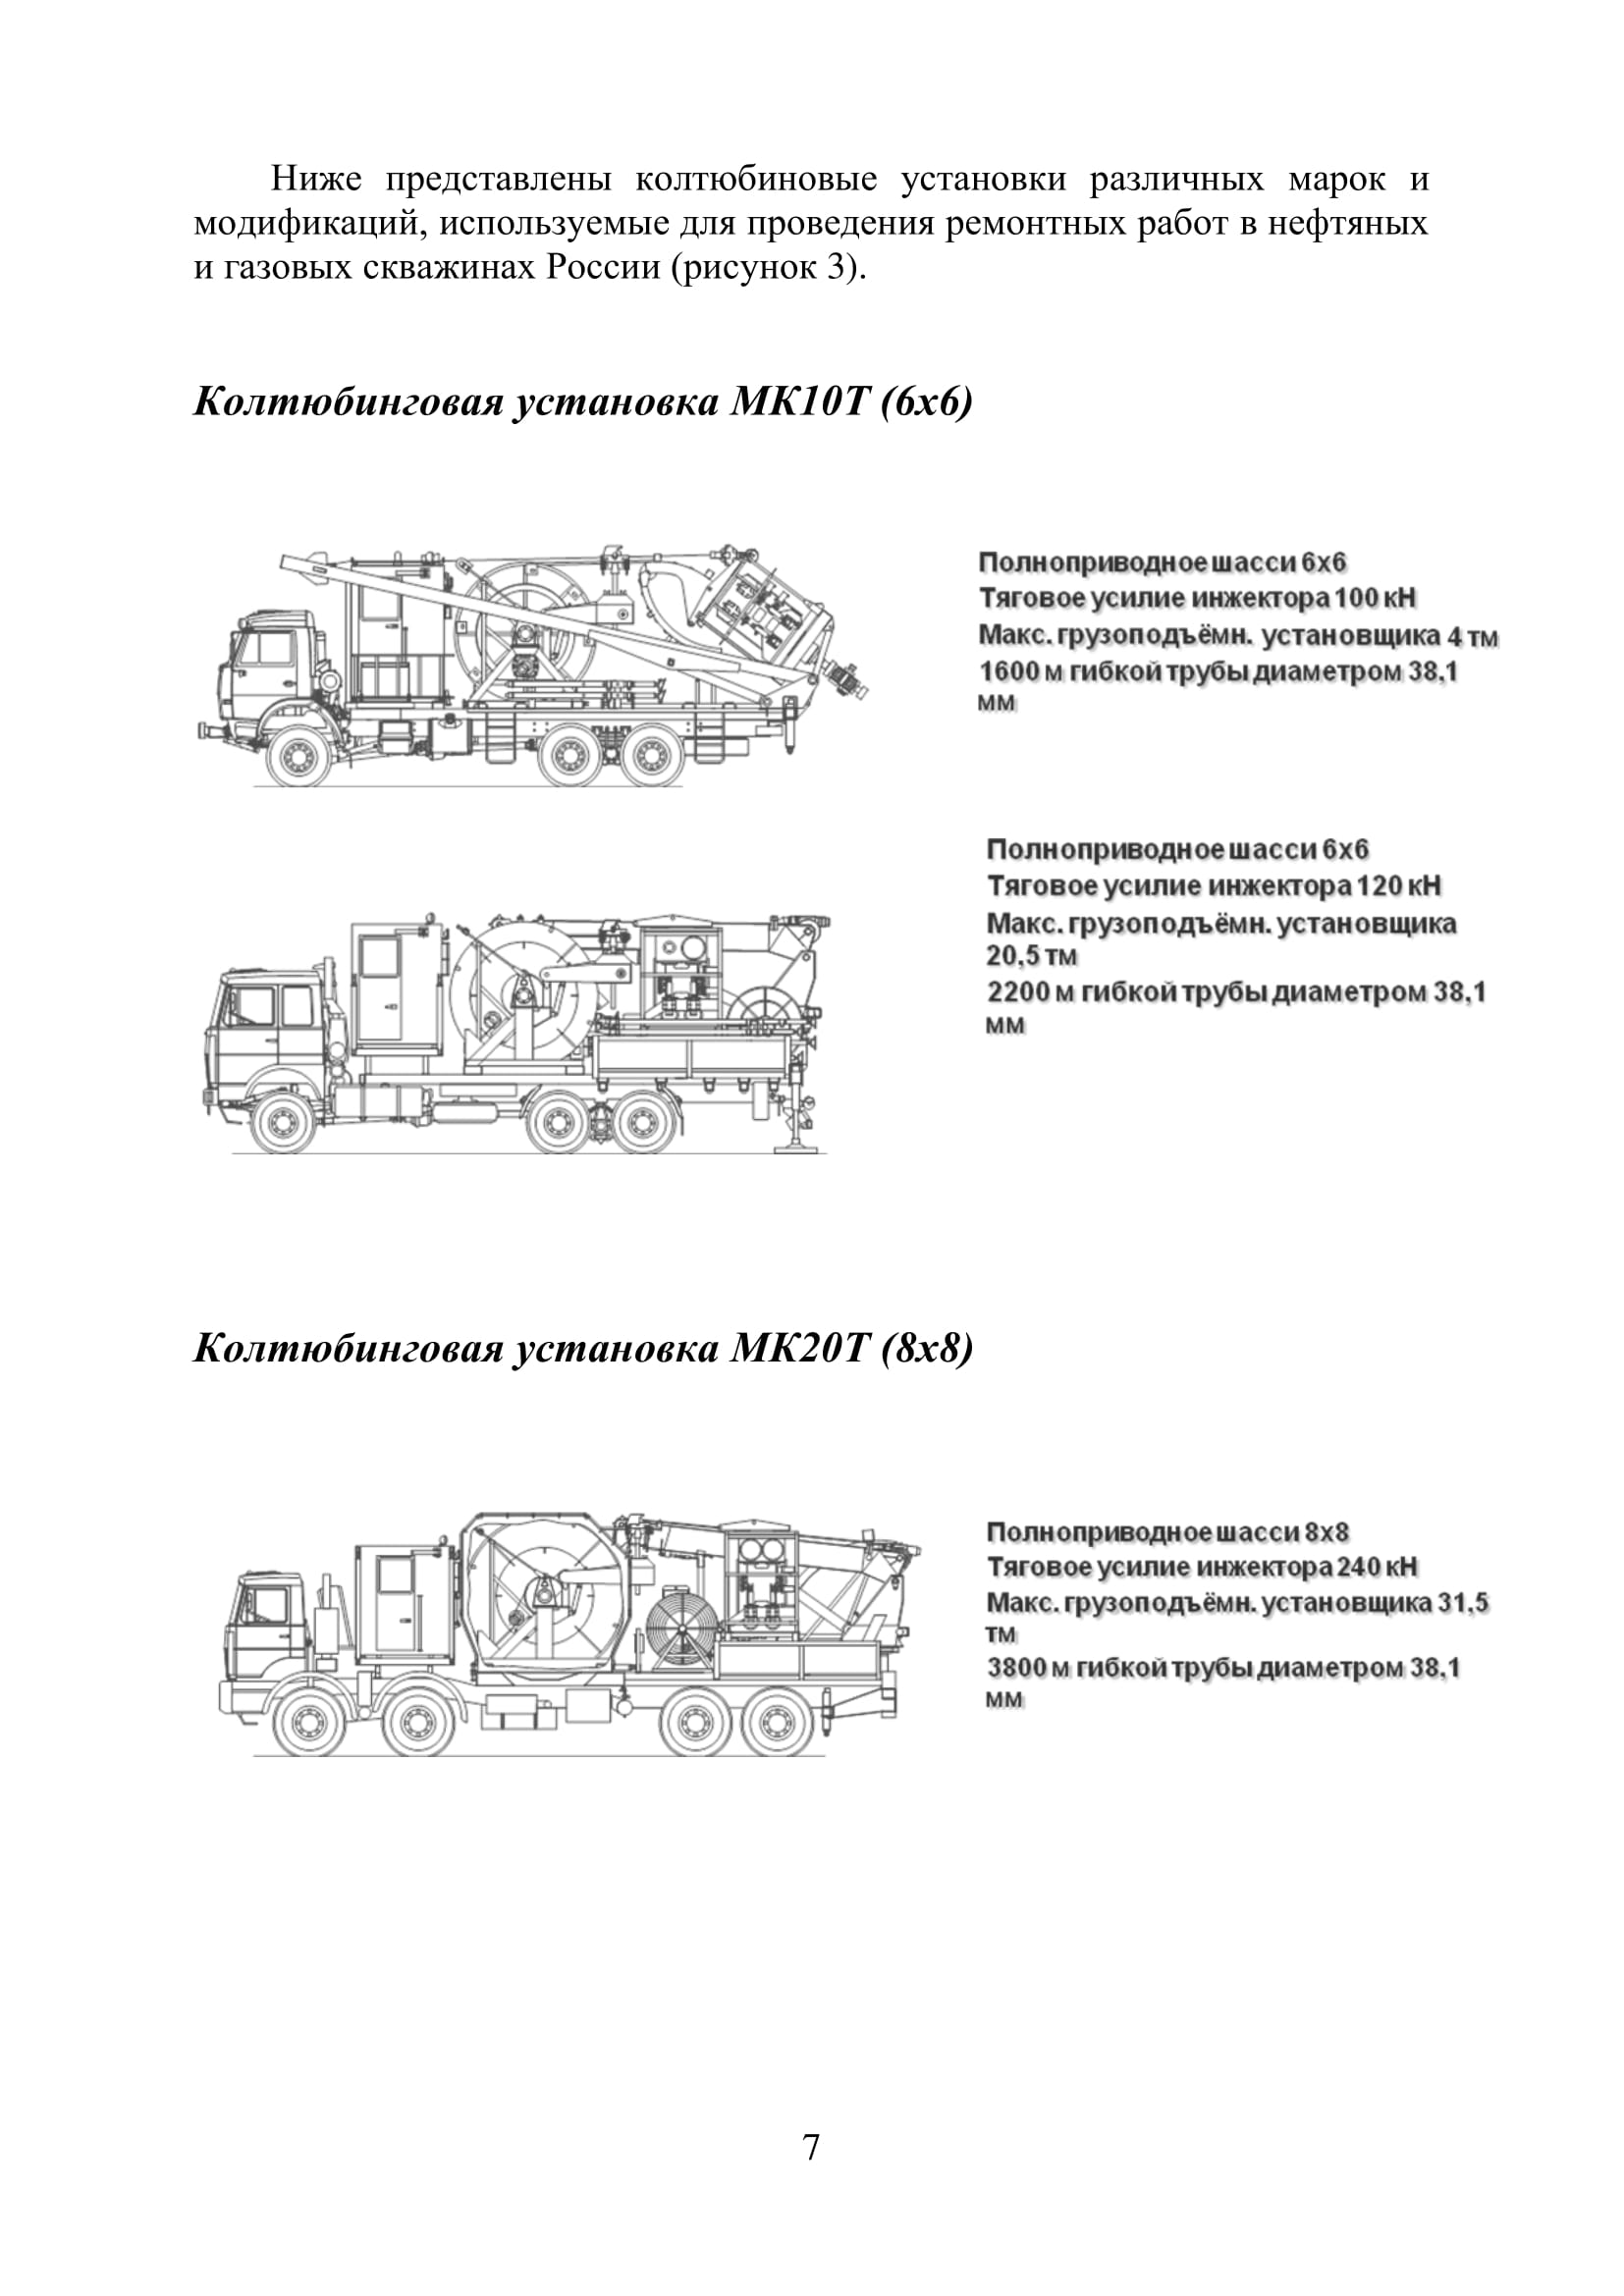 Ниже представлены колтюбиновые установки различных марок и
модификаций, используемые для проведения ремонтных работ в нефтяных
и газовых скважинах России (рисунок 3).
Колтюбинговая установка МК10Т (6х6)
Полноприводное шасси 6х6
Тяговое усилие инжектора 100 кН
Макс. грузоподъёмн. установщика 4 тм
1600 м гибкой трубы диаметром 38,1
мм
Полноприводное шасси 6х6
Тяговое усилие инжектора 120 кН
Макс. грузоподъёмн. установщика
20,5 тм
2200 м гибкой трубы диаметром 38,1
мм
Колтюбинговая установка МК20Т (8х8)
Полноприводное шасси 8х8
Тяговое усилие инжектора 240 кН
Макс. грузоподъёмн. установщика 31,5
тм
3800 м гибкой трубы диаметром 38,1
мм
7